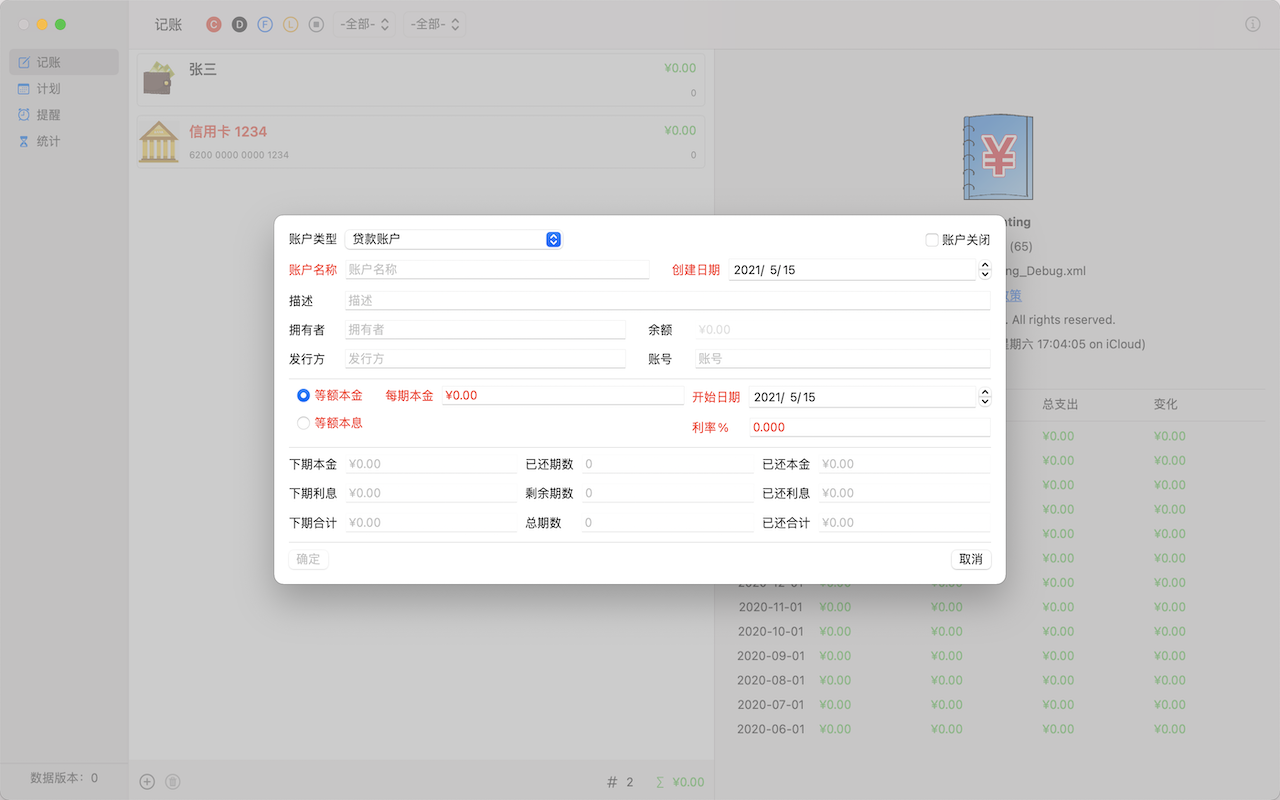 记账 C D F L -全部- -全部-
记账
计划
提醒
统计
张三 ¥0.00
0
信用卡 1234 ¥0.00
6200 0000 0000 1234 0
nting
(65)
ng_Debug.xml
策
. All rights reserved.
期六 17:04:05 on iCloud)
账户类型 贷款账户 账户关闭
账户名称 账户名称 创建日期 2021/ 5/15
描述 描述
拥有者 拥有者 余额 ¥0.00
发行方 发行方 账号 账号
等额本金 每期本金 ¥0.00 开始日期 2021/ 5/15
等额本息 利率% 0.000
下期本金 ¥0.00 已还期数 0 已还本金 ¥0.00
下期利息 ¥0.00 剩余期数 0 已还利息 ¥0.00
下期合计 ¥0.00 总期数 0 已还合计 ¥0.00
确定 取消
总支出 变化
¥0.00 ¥0.00
¥0.00 ¥0.00
¥0.00 ¥0.00
¥0.00 ¥0.00
¥0.00 ¥0.00
¥0.00 ¥0.00
2020-12-01 ¥0.00 ¥0.00 ¥0.00 ¥0.00
2020-11-01 ¥0.00 ¥0.00 ¥0.00 ¥0.00
2020-10-01 ¥0.00 ¥0.00 ¥0.00 ¥0.00
2020-09-01 ¥0.00 ¥0.00 ¥0.00 ¥0.00
2020-08-01 ¥0.00 ¥0.00 ¥0.00 ¥0.00
2020-07-01 ¥0.00 ¥0.00 ¥0.00 ¥0.00
2020-06-01 ¥0.00 ¥0.00 ¥0.00 ¥0.00
数据版本：0 # 2 Σ ¥0.00